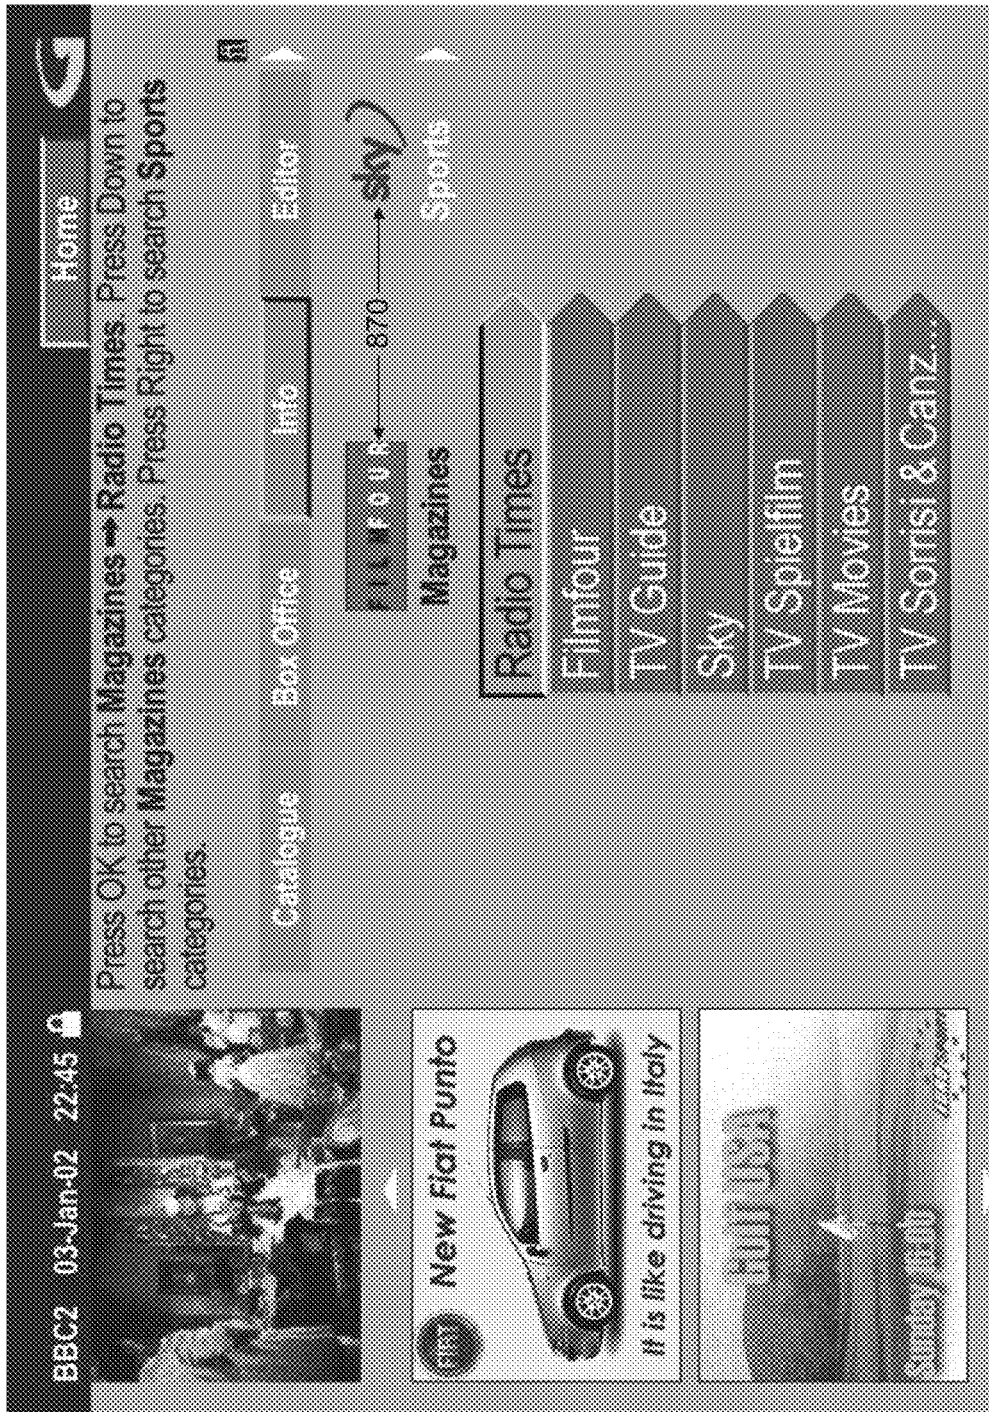 BBC2 03-Jan-02 22:45
Home
Press OK to search Magazines➞Radio Times. Press Down to
search other Magazines categories. Press Right to search Sports
categories.
Catalogue Box Office Info Editor
FILMFOUR 870 sky
Magazines Sports
Radio Times
Filmfour
TV Guide
Sky
TV Spielfilm
TV Movies
TV Sorrisi & Canz...
FIAT New Fiat Punto
It is like driving in Italy